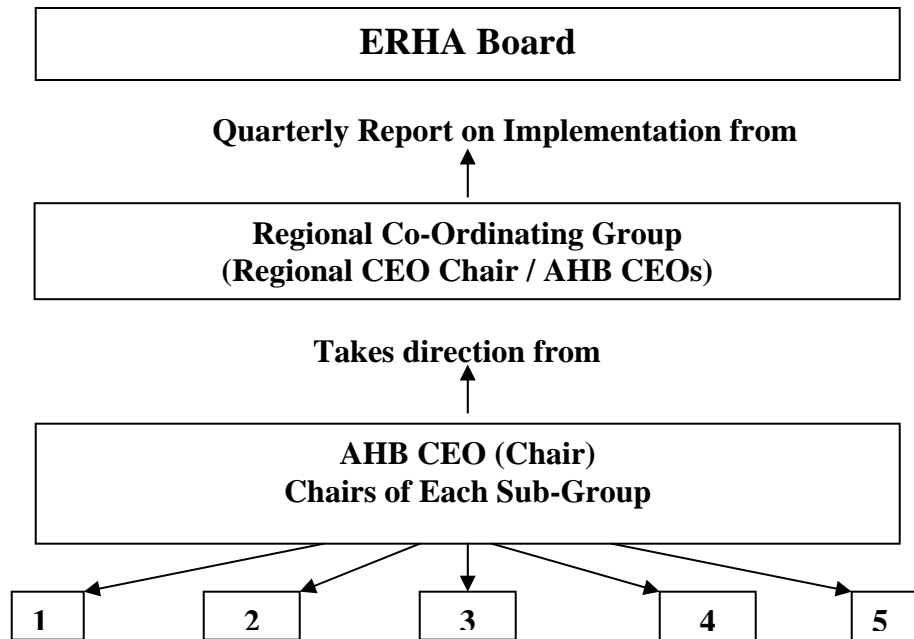 ERHA Board
Quarterly Report on Implementation from
Regional Co-Ordinating Group
(Regional CEO Chair / AHB CEOs)
Takes direction from
AHB CEO (Chair)
Chairs of Each Sub-Group
1 2 3 4 5